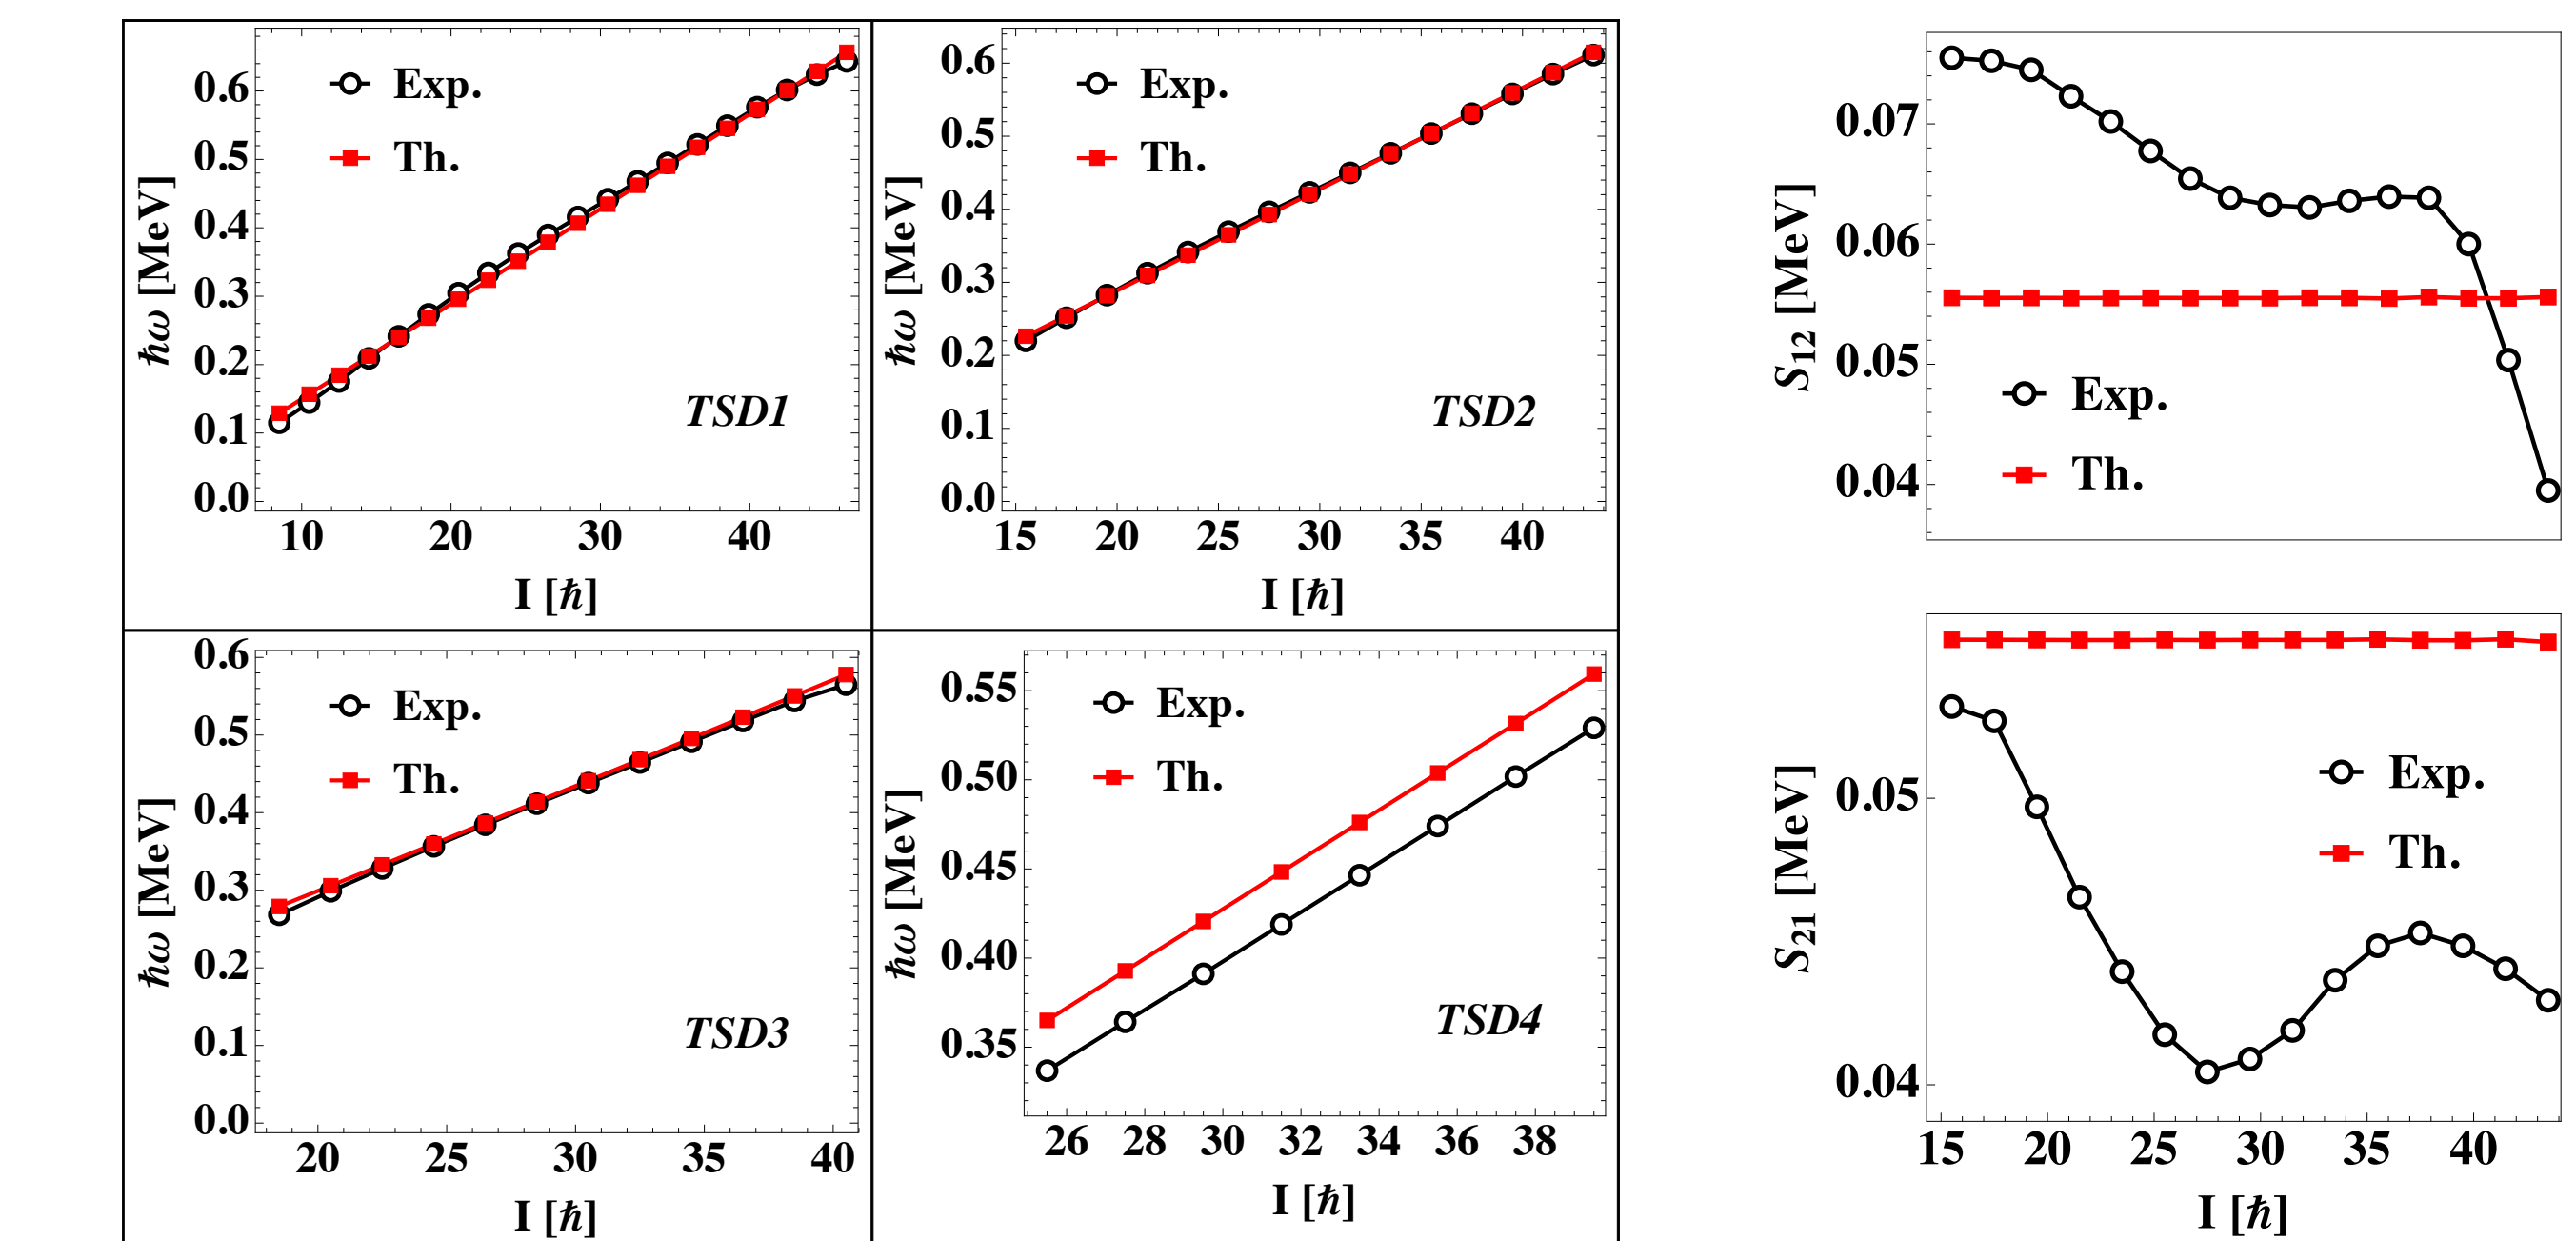 ħω [MeV]
0.6
0.5
0.4
0.3
0.2
0.1
0.0
Exp.
Th.
TSD1
10 20 30 40
I [ħ]
ħω [MeV]
0.6
0.5
0.4
0.3
0.2
0.1
0.0
Exp.
Th.
TSD2
15 20 25 30 35 40
I [ħ]
ħω [MeV]
0.6
0.5
0.4
0.3
0.2
0.1
0.0
Exp.
Th.
TSD3
20 25 30 35 40
I [ħ]
ħω [MeV]
0.55
0.50
0.45
0.40
0.35
Exp.
Th.
TSD4
26 28 30 32 34 36 38
I [ħ]
S12 [MeV]
0.07
0.06
0.05
0.04
Exp.
Th.
S21 [MeV]
0.05
0.04
Exp.
Th.
15 20 25 30 35 40
I [ħ]